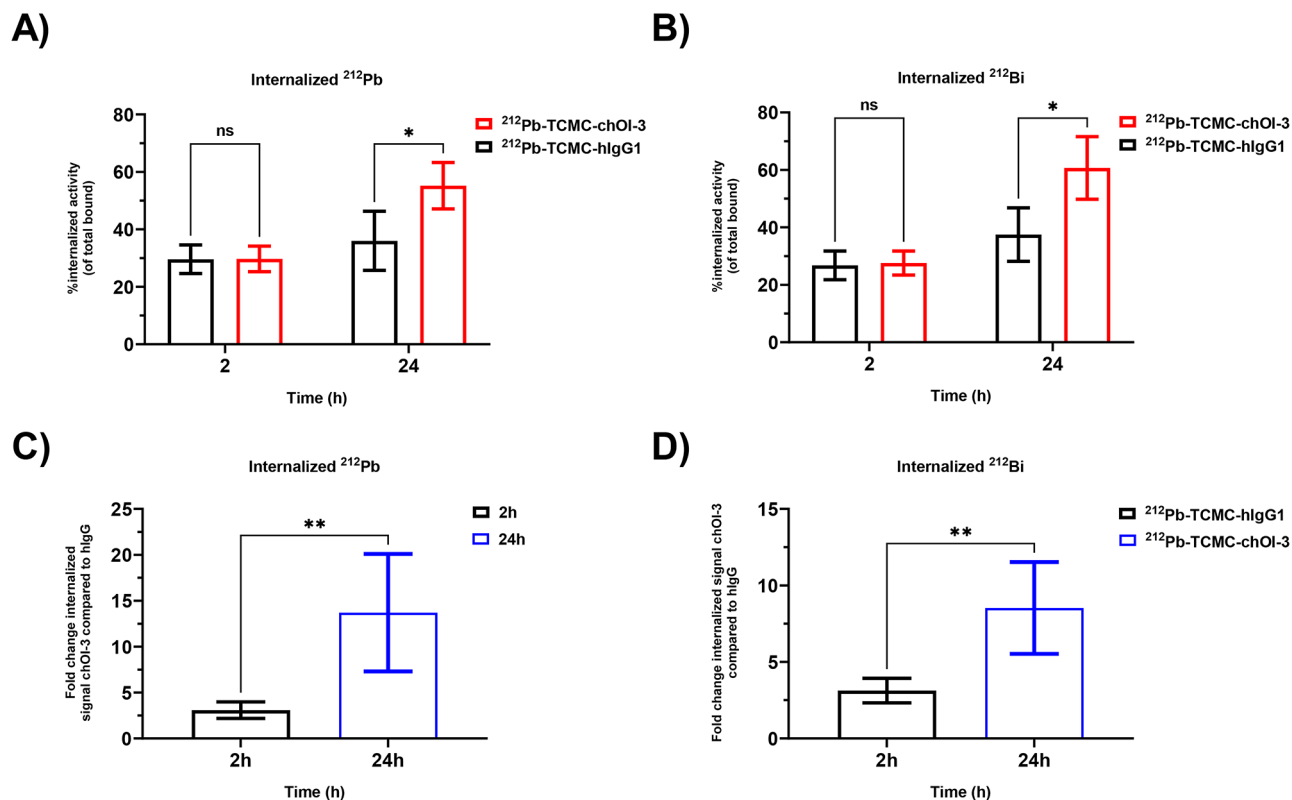 A)
Internalized ²¹²Pb
%internalized activity
(of total bound)
80
60
40
20
0
ns
*
²¹²Pb-TCMC-chOI-3
²¹²Pb-TCMC-hIgG1
2
24
Time (h)
B)
Internalized ²¹²Bi
%internalized activity
(of total bound)
80
60
40
20
0
ns
*
²¹²Pb-TCMC-chOI-3
²¹²Pb-TCMC-hIgG1
2
24
Time (h)
C)
Internalized ²¹²Pb
Fold change internalized
signal chOI-3 compared to hIgG
25
20
15
10
5
0
**
2h
24h
2h
24h
Time (h)
D)
Internalized ²¹²Bi
Fold change internalized signal chOI-3
compared to hIgG
15
10
5
0
**
²¹²Pb-TCMC-hIgG1
²¹²Pb-TCMC-chOI-3
2h
24h
Time (h)